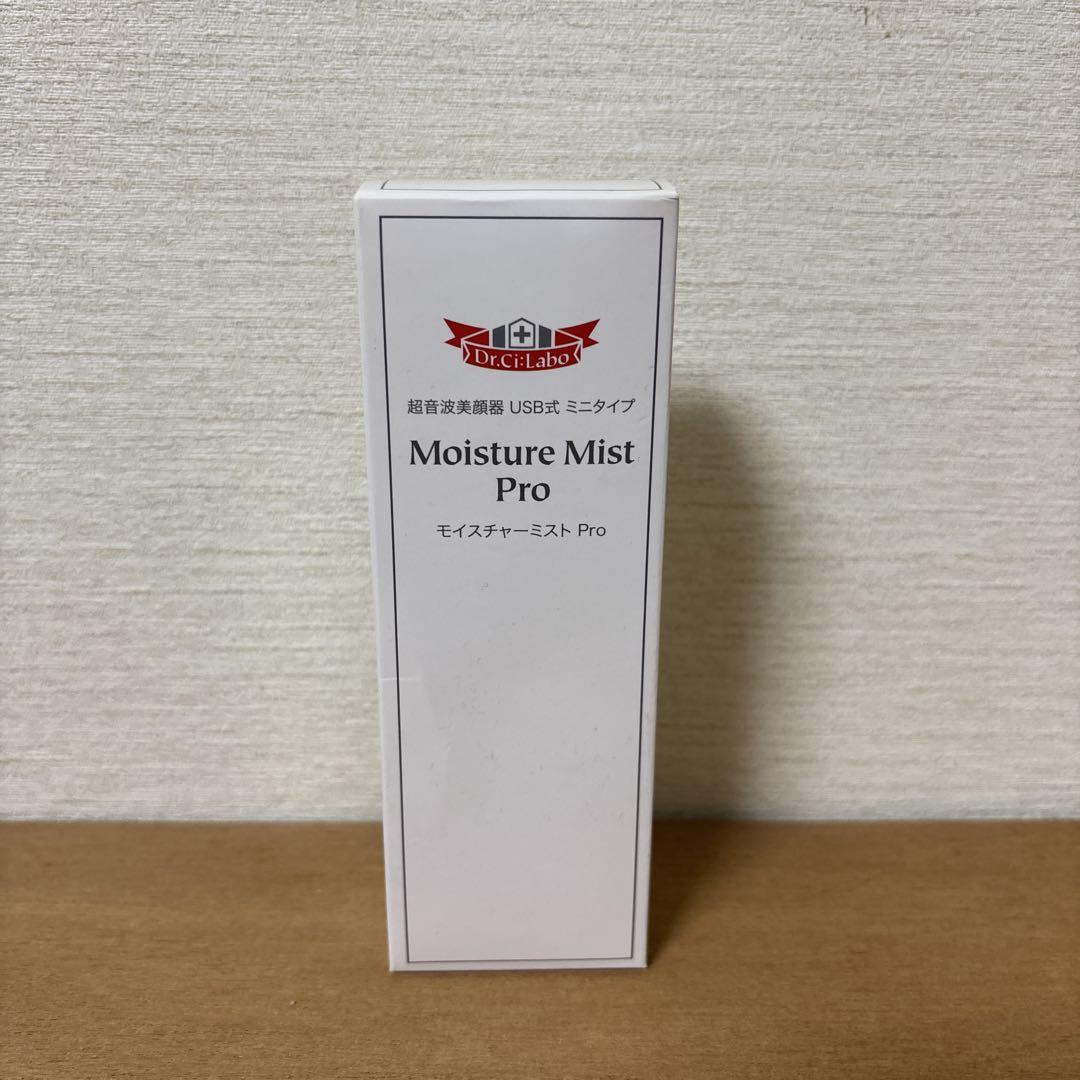 Dr.Ci:Labo
超音波美顔器 USB式 ミニタイプ
Moisture Mist
Pro
モイスチャーミスト Pro